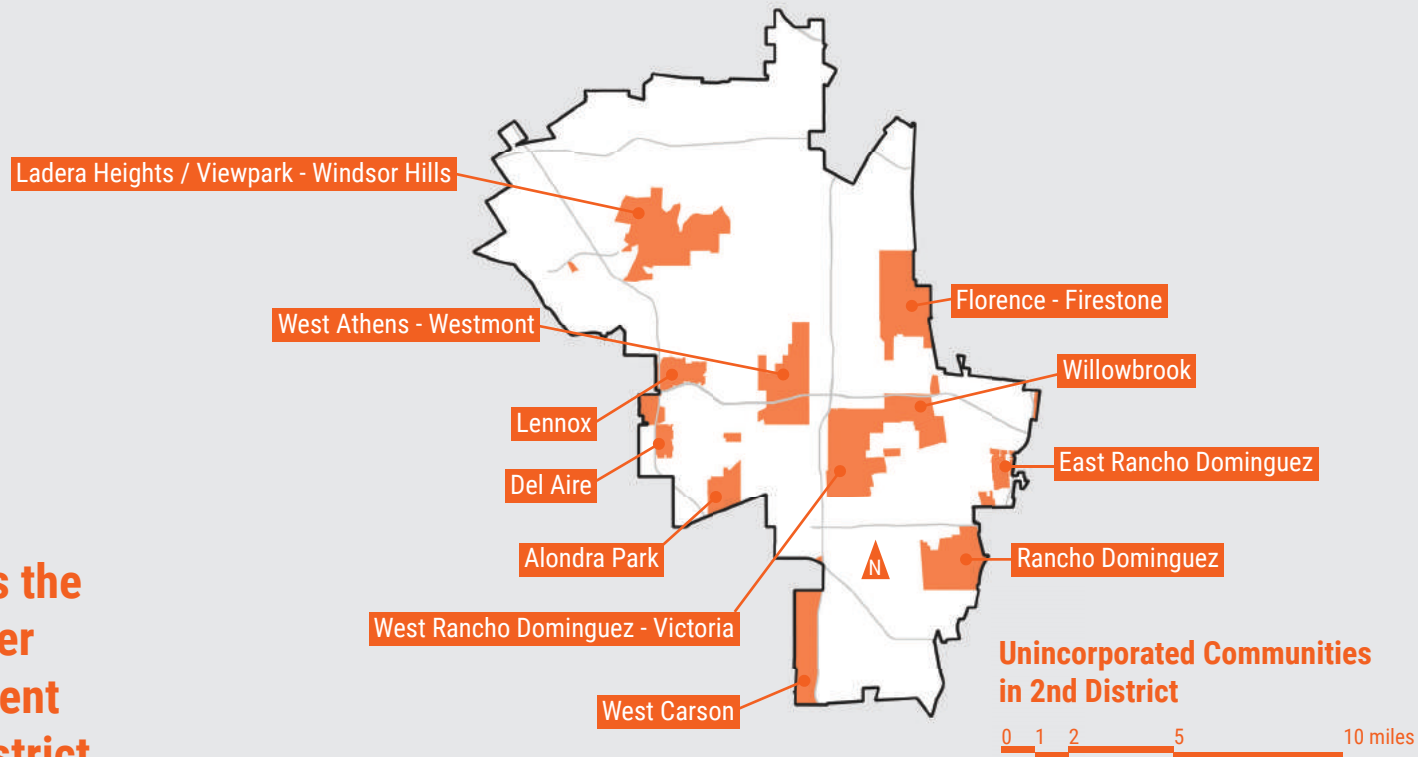 Ladera Heights / Viewpark - Windsor Hills
Florence - Firestone
West Athens - Westmont
Willowbrook
Lennox
East Rancho Dominguez
Del Aire
Alondra Park
Rancho Dominguez
N
West Rancho Dominguez - Victoria
West Carson
Unincorporated Communities
in 2nd District
0 1 2 5 10 miles
s the
er
ent
strict